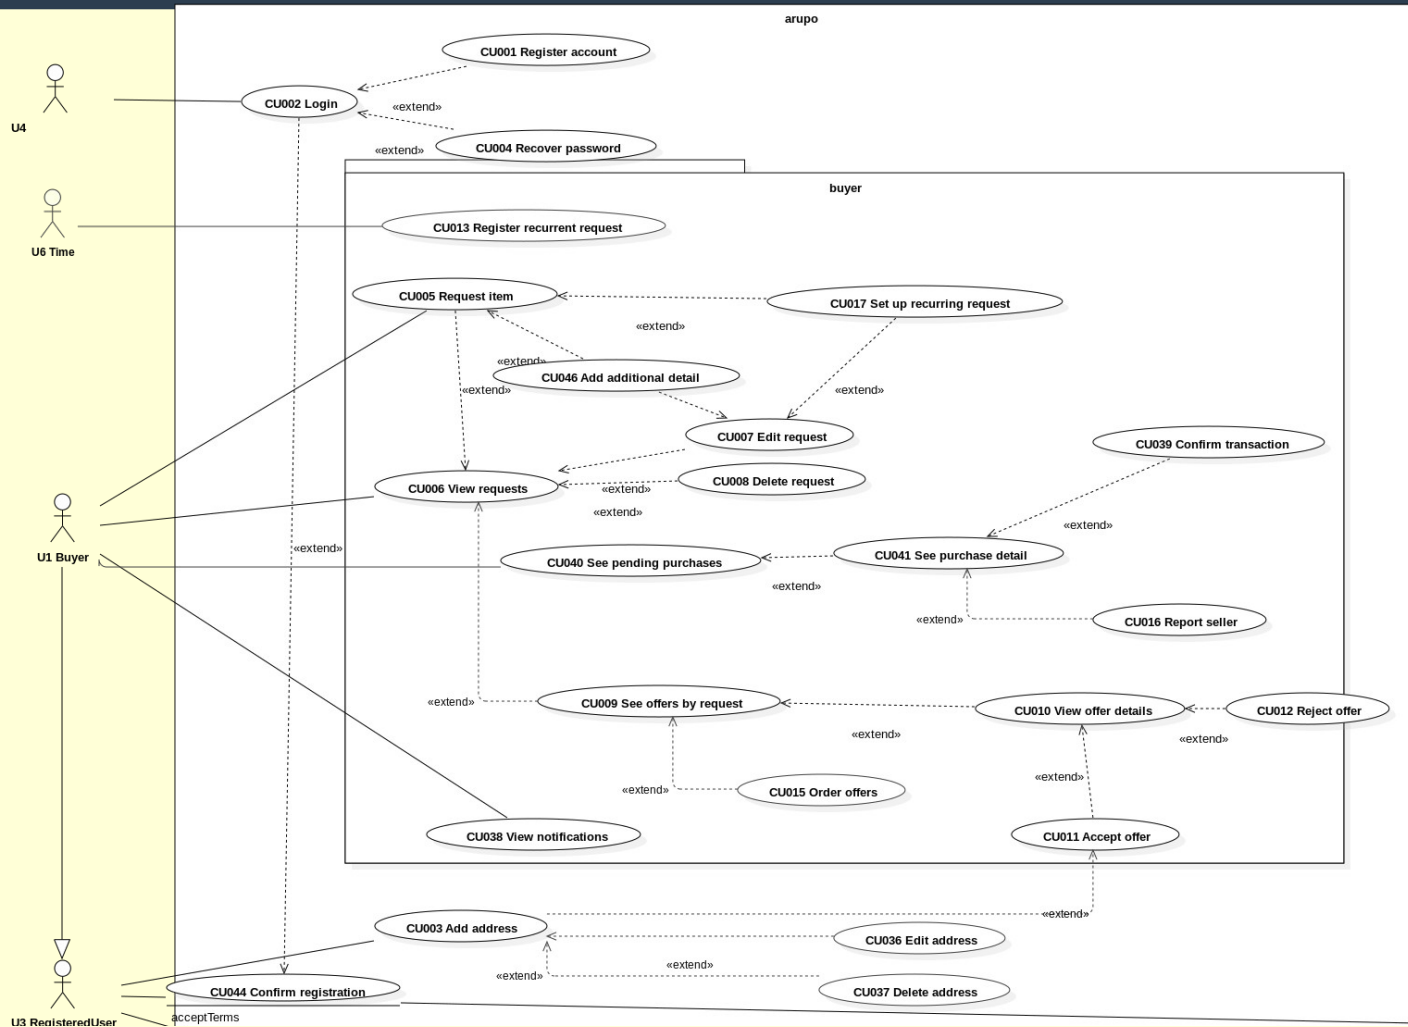 arupo
CU001 Register account
CU002 Login
«extend»
U4
CU004 Recover password
«extend»
buyer
CU013 Register recurrent request
U6 Time
CU005 Request item
CU017 Set up recurring request
«extend»
«extend»
CU046 Add additional detail
«extend»
«extend»
CU007 Edit request
CU039 Confirm transaction
CU006 View requests
CU008 Delete request
«extend»
«extend»
«extend»
«extend»
U1 Buyer
CU040 See pending purchases
CU041 See purchase detail
«extend»
«extend»
CU016 Report seller
«extend»
CU009 See offers by request
CU010 View offer details
CU012 Reject offer
«extend»
«extend»
«extend»
«extend»
CU015 Order offers
CU038 View notifications
CU011 Accept offer
«extend»
CU003 Add address
CU036 Edit address
«extend»
«extend»
CU044 Confirm registration
CU037 Delete address
acceptTerms
U3 RegisteredUser